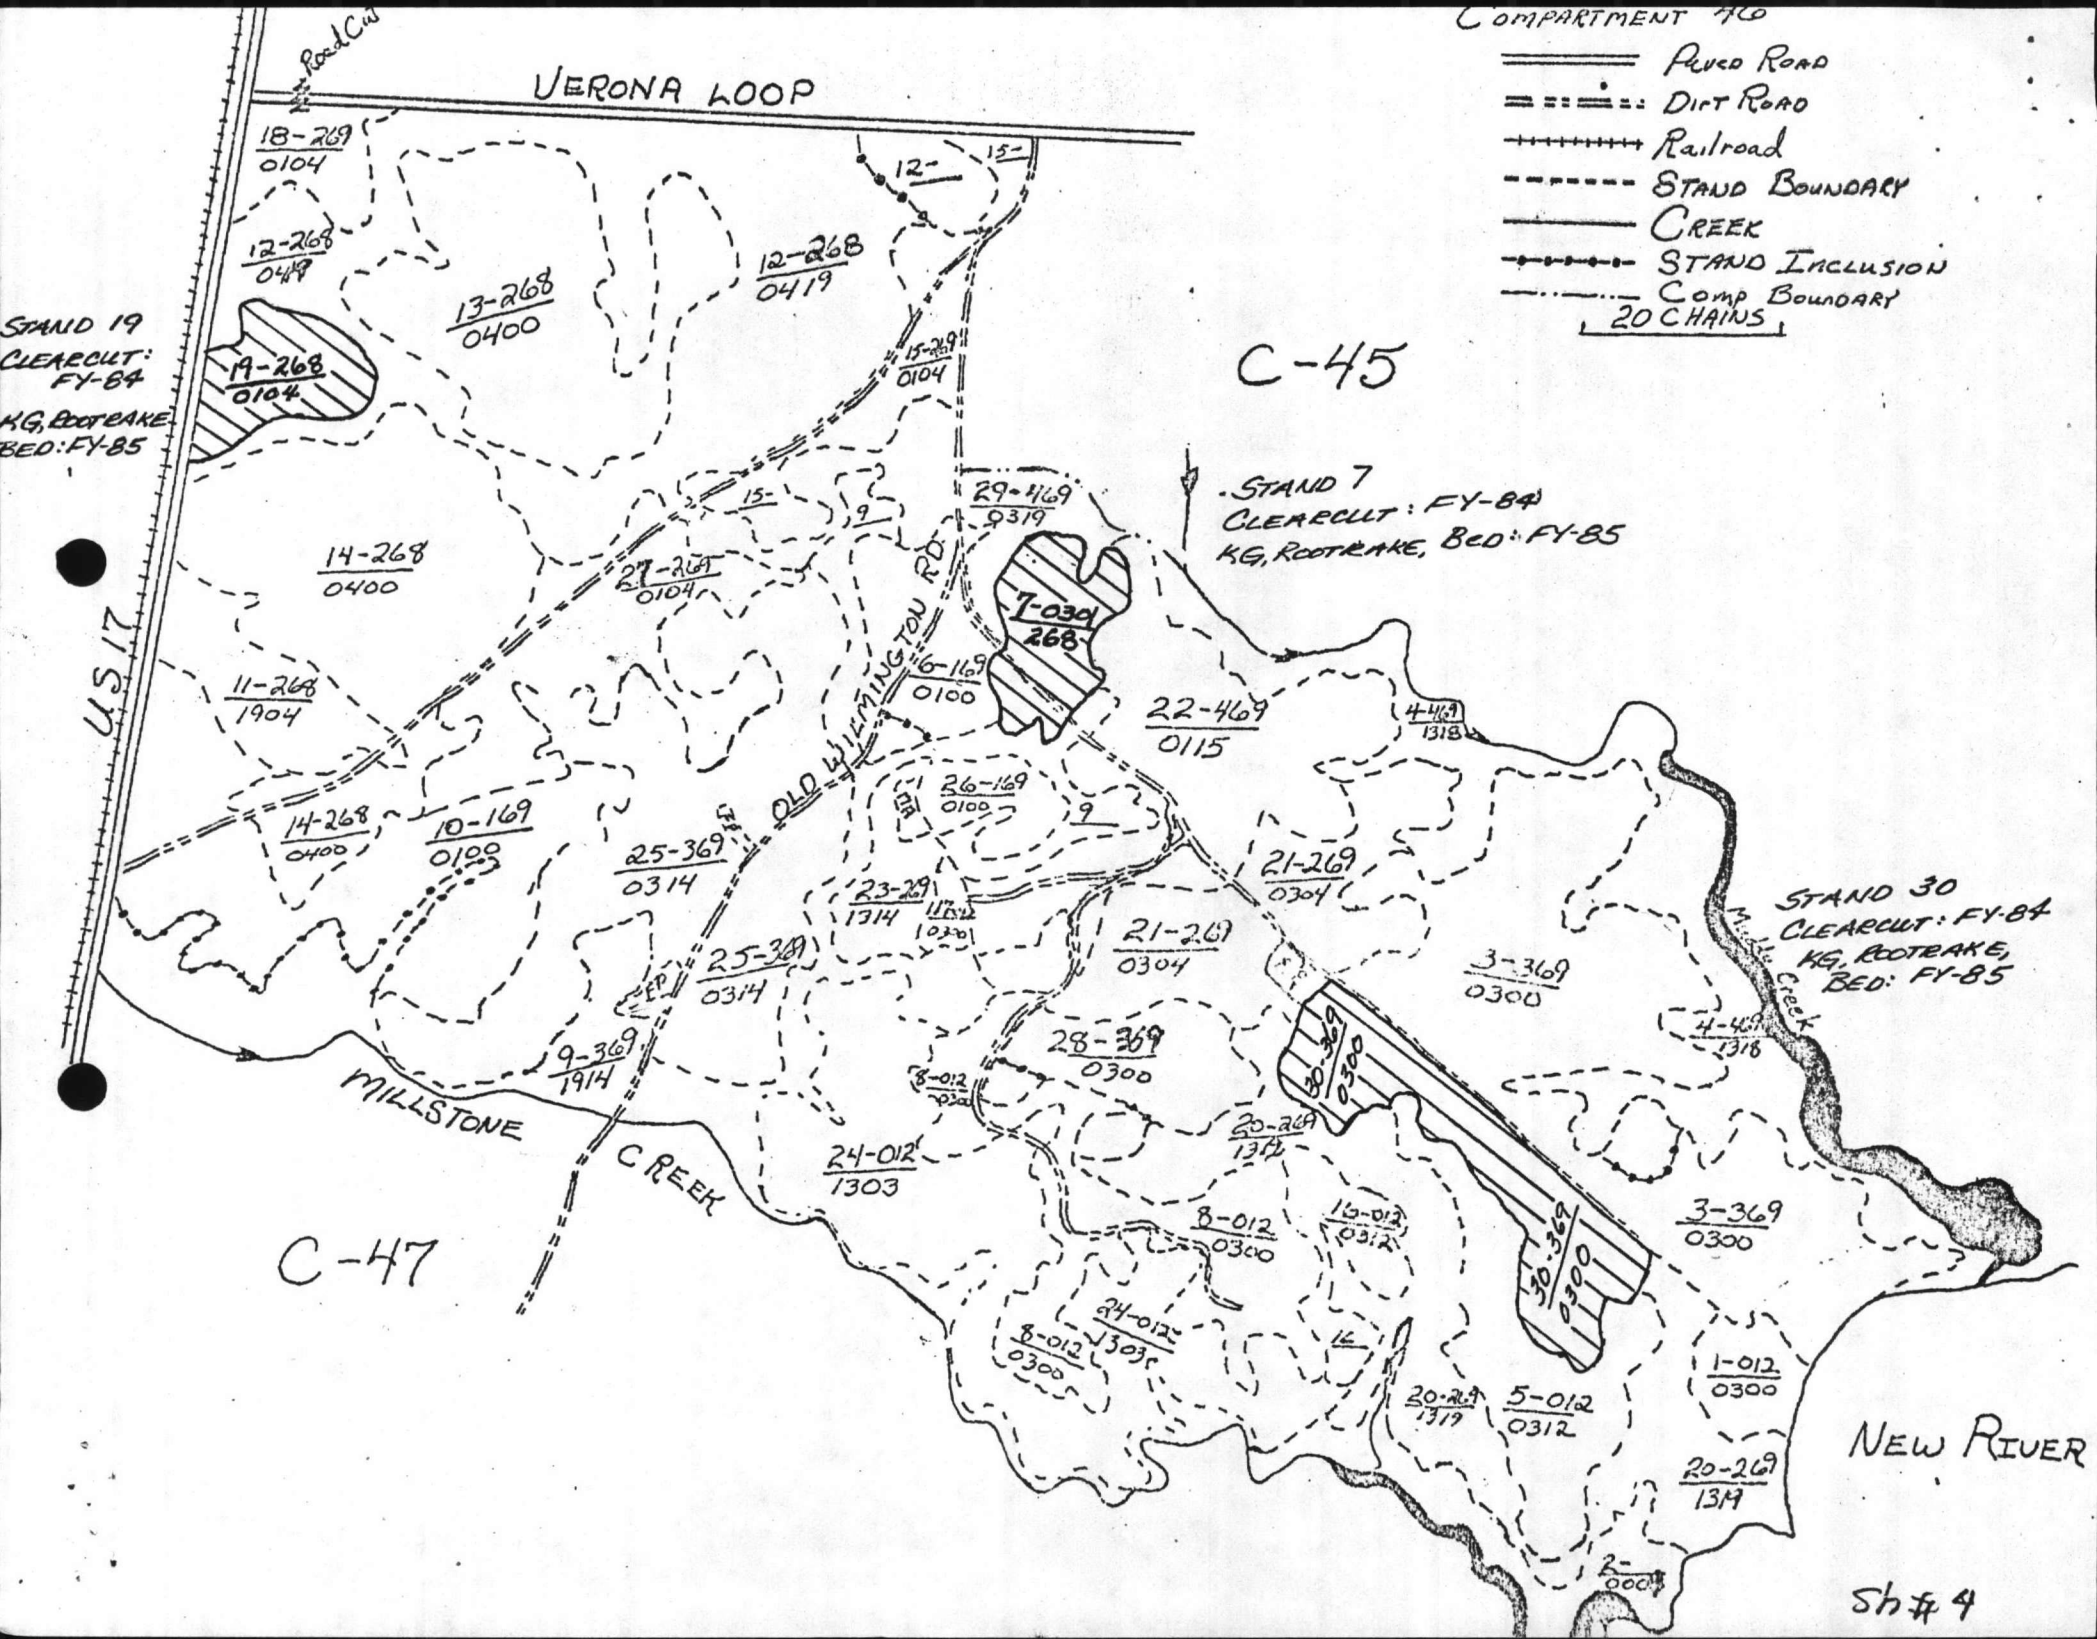 COMPARTMENT 46
PAVED ROAD
DIRT ROAD
Railroad
STAND BOUNDARY
CREEK
STAND INCLUSION
COMP BOUNDARY
20 CHAINS
Road Cut
VERONA LOOP
18-269
0104
12-
15-
12-268
0419
13-268
0400
12-268
0419
STAND 19
CLEARCUT:
FY-84
KG, ROOTRAKE
BED: FY-85
19-268
0104
15-269
0104
C-45
STAND 7
CLEARCUT: FY-84
KG, ROOTRAKE, BED: FY-85
29-469
0319
15-
9
14-268
0400
27-269
0104
7-0301
268
US 17
OLD WILMINGTON RD.
6-169
0100
11-268
1904
22-469
0115
4-469
1318
26-169
0100
9
14-268
0400
10-169
0100
25-369
0314
23-269
1314
21-269
0304
STAND 30
CLEARCUT: FY-84
KG, ROOTRAKE,
BED: FY-85
25-369
0314
21-269
0304
3-369
0300
Creek
4-469
1318
9-369
1914
28-369
0300
8-012
0300
30-369
0300
MILLSTONE
CREEK
20-269
1319
24-012
1303
8-012
0300
16-012
0312
3-369
0300
30-369
0300
C-47
24-012
1303
8-012
0300
16
1-012
0300
20-269
1319
5-012
0312
NEW RIVER
20-269
1319
2-
Sh # 4